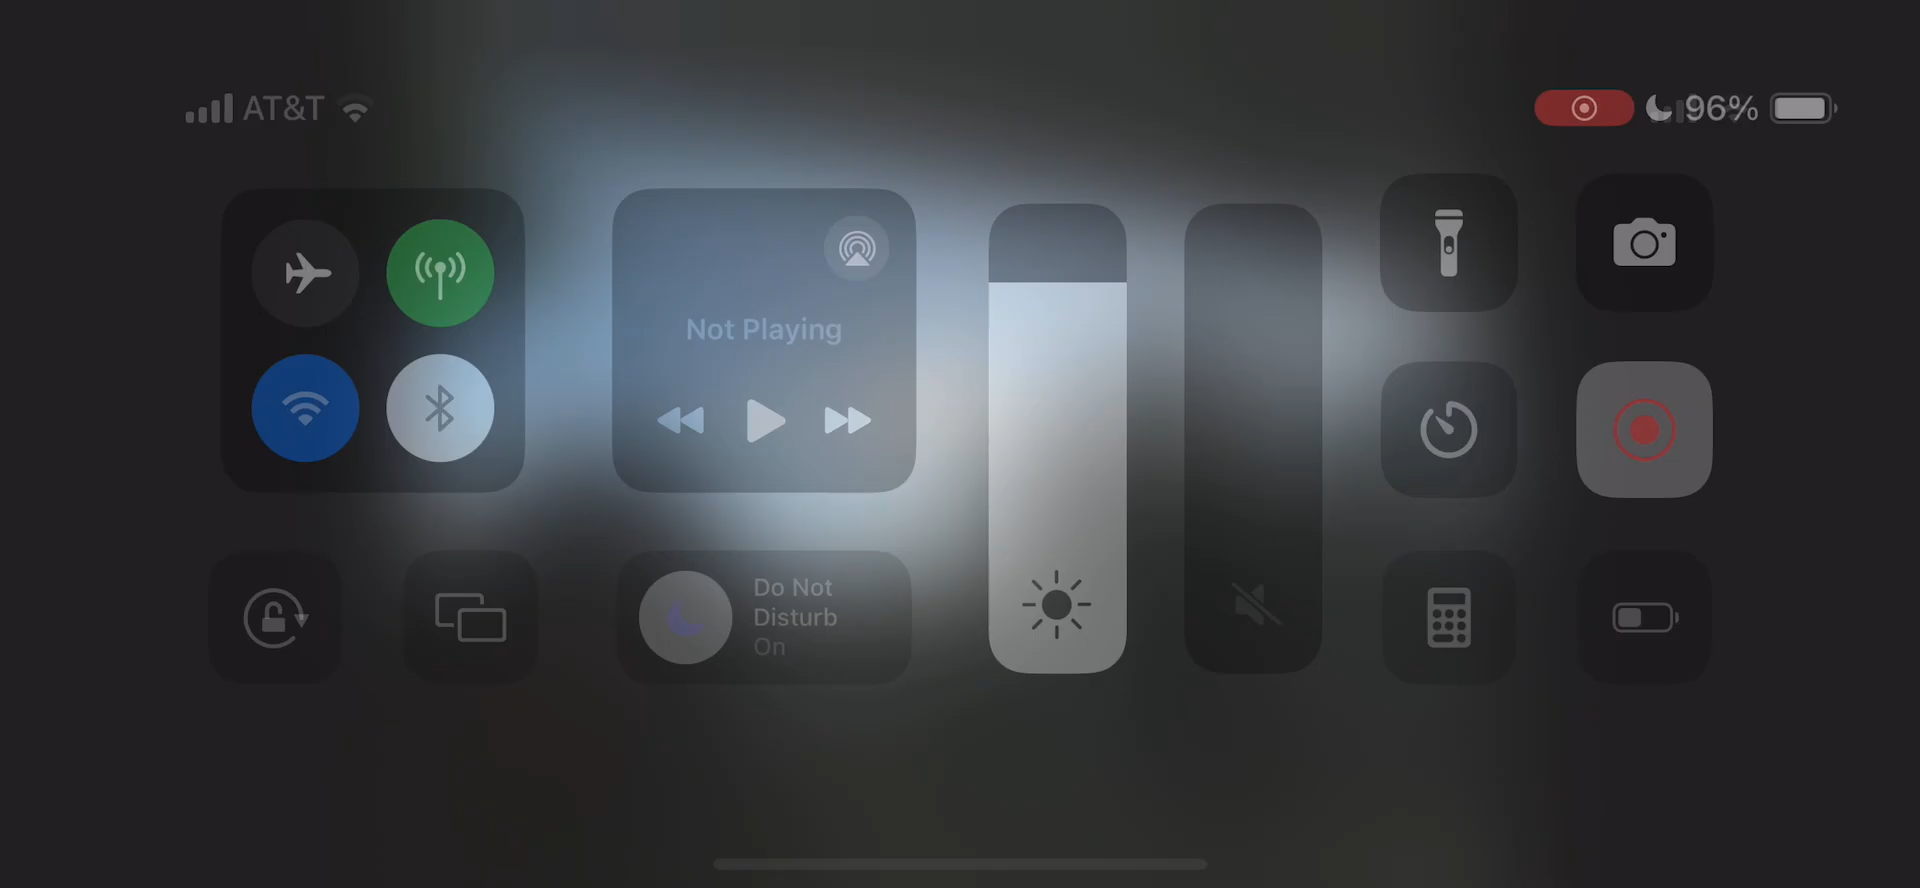 AT&T
96%
Not Playing
Do Not
Disturb
On